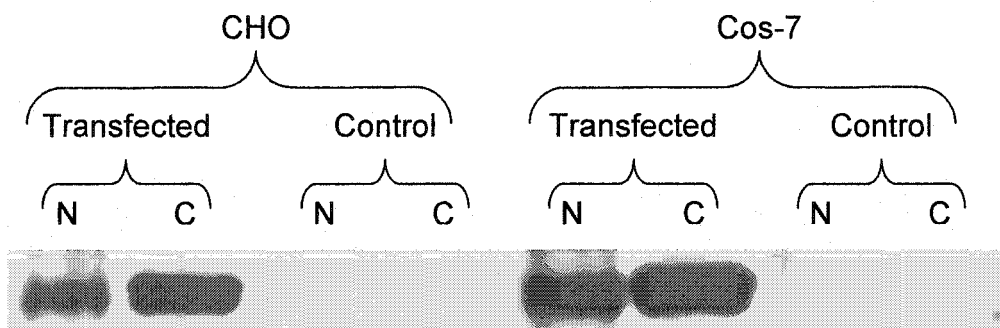 CHO Cos-7
Transfected Control Transfected Control
N C N C N C N C